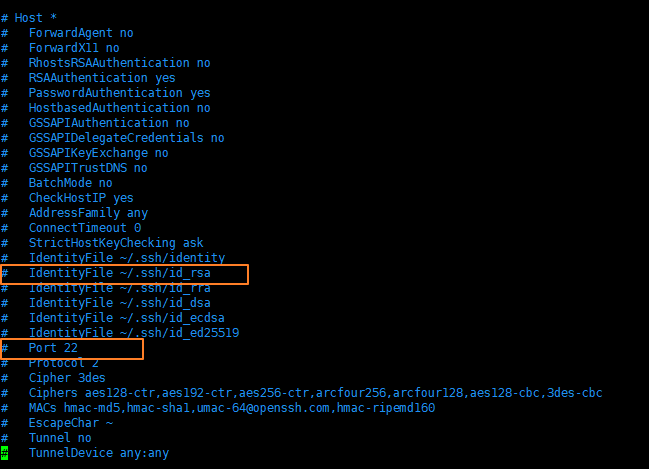 # Host *
#   ForwardAgent no
#   ForwardX11 no
#   RhostsRSAAuthentication no
#   RSAAuthentication yes
#   PasswordAuthentication yes
#   HostbasedAuthentication no
#   GSSAPIAuthentication no
#   GSSAPIDelegateCredentials no
#   GSSAPIKeyExchange no
#   GSSAPITrustDNS no
#   BatchMode no
#   CheckHostIP yes
#   AddressFamily any
#   ConnectTimeout 0
#   StrictHostKeyChecking ask
#   IdentityFile ~/.ssh/identity
#   IdentityFile ~/.ssh/id_rsa
#   IdentityFile ~/.ssh/id_rra
#   IdentityFile ~/.ssh/id_dsa
#   IdentityFile ~/.ssh/id_ecdsa
#   IdentityFile ~/.ssh/id_ed25519
#   Port 22
#   Protocol 2
#   Cipher 3des
#   Ciphers aes128-ctr,aes192-ctr,aes256-ctr,arcfour256,arcfour128,aes128-cbc,3des-cbc
#   MACs hmac-md5,hmac-sha1,umac-64@openssh.com,hmac-ripemd160
#   EscapeChar ~
#   Tunnel no
#   TunnelDevice any:any